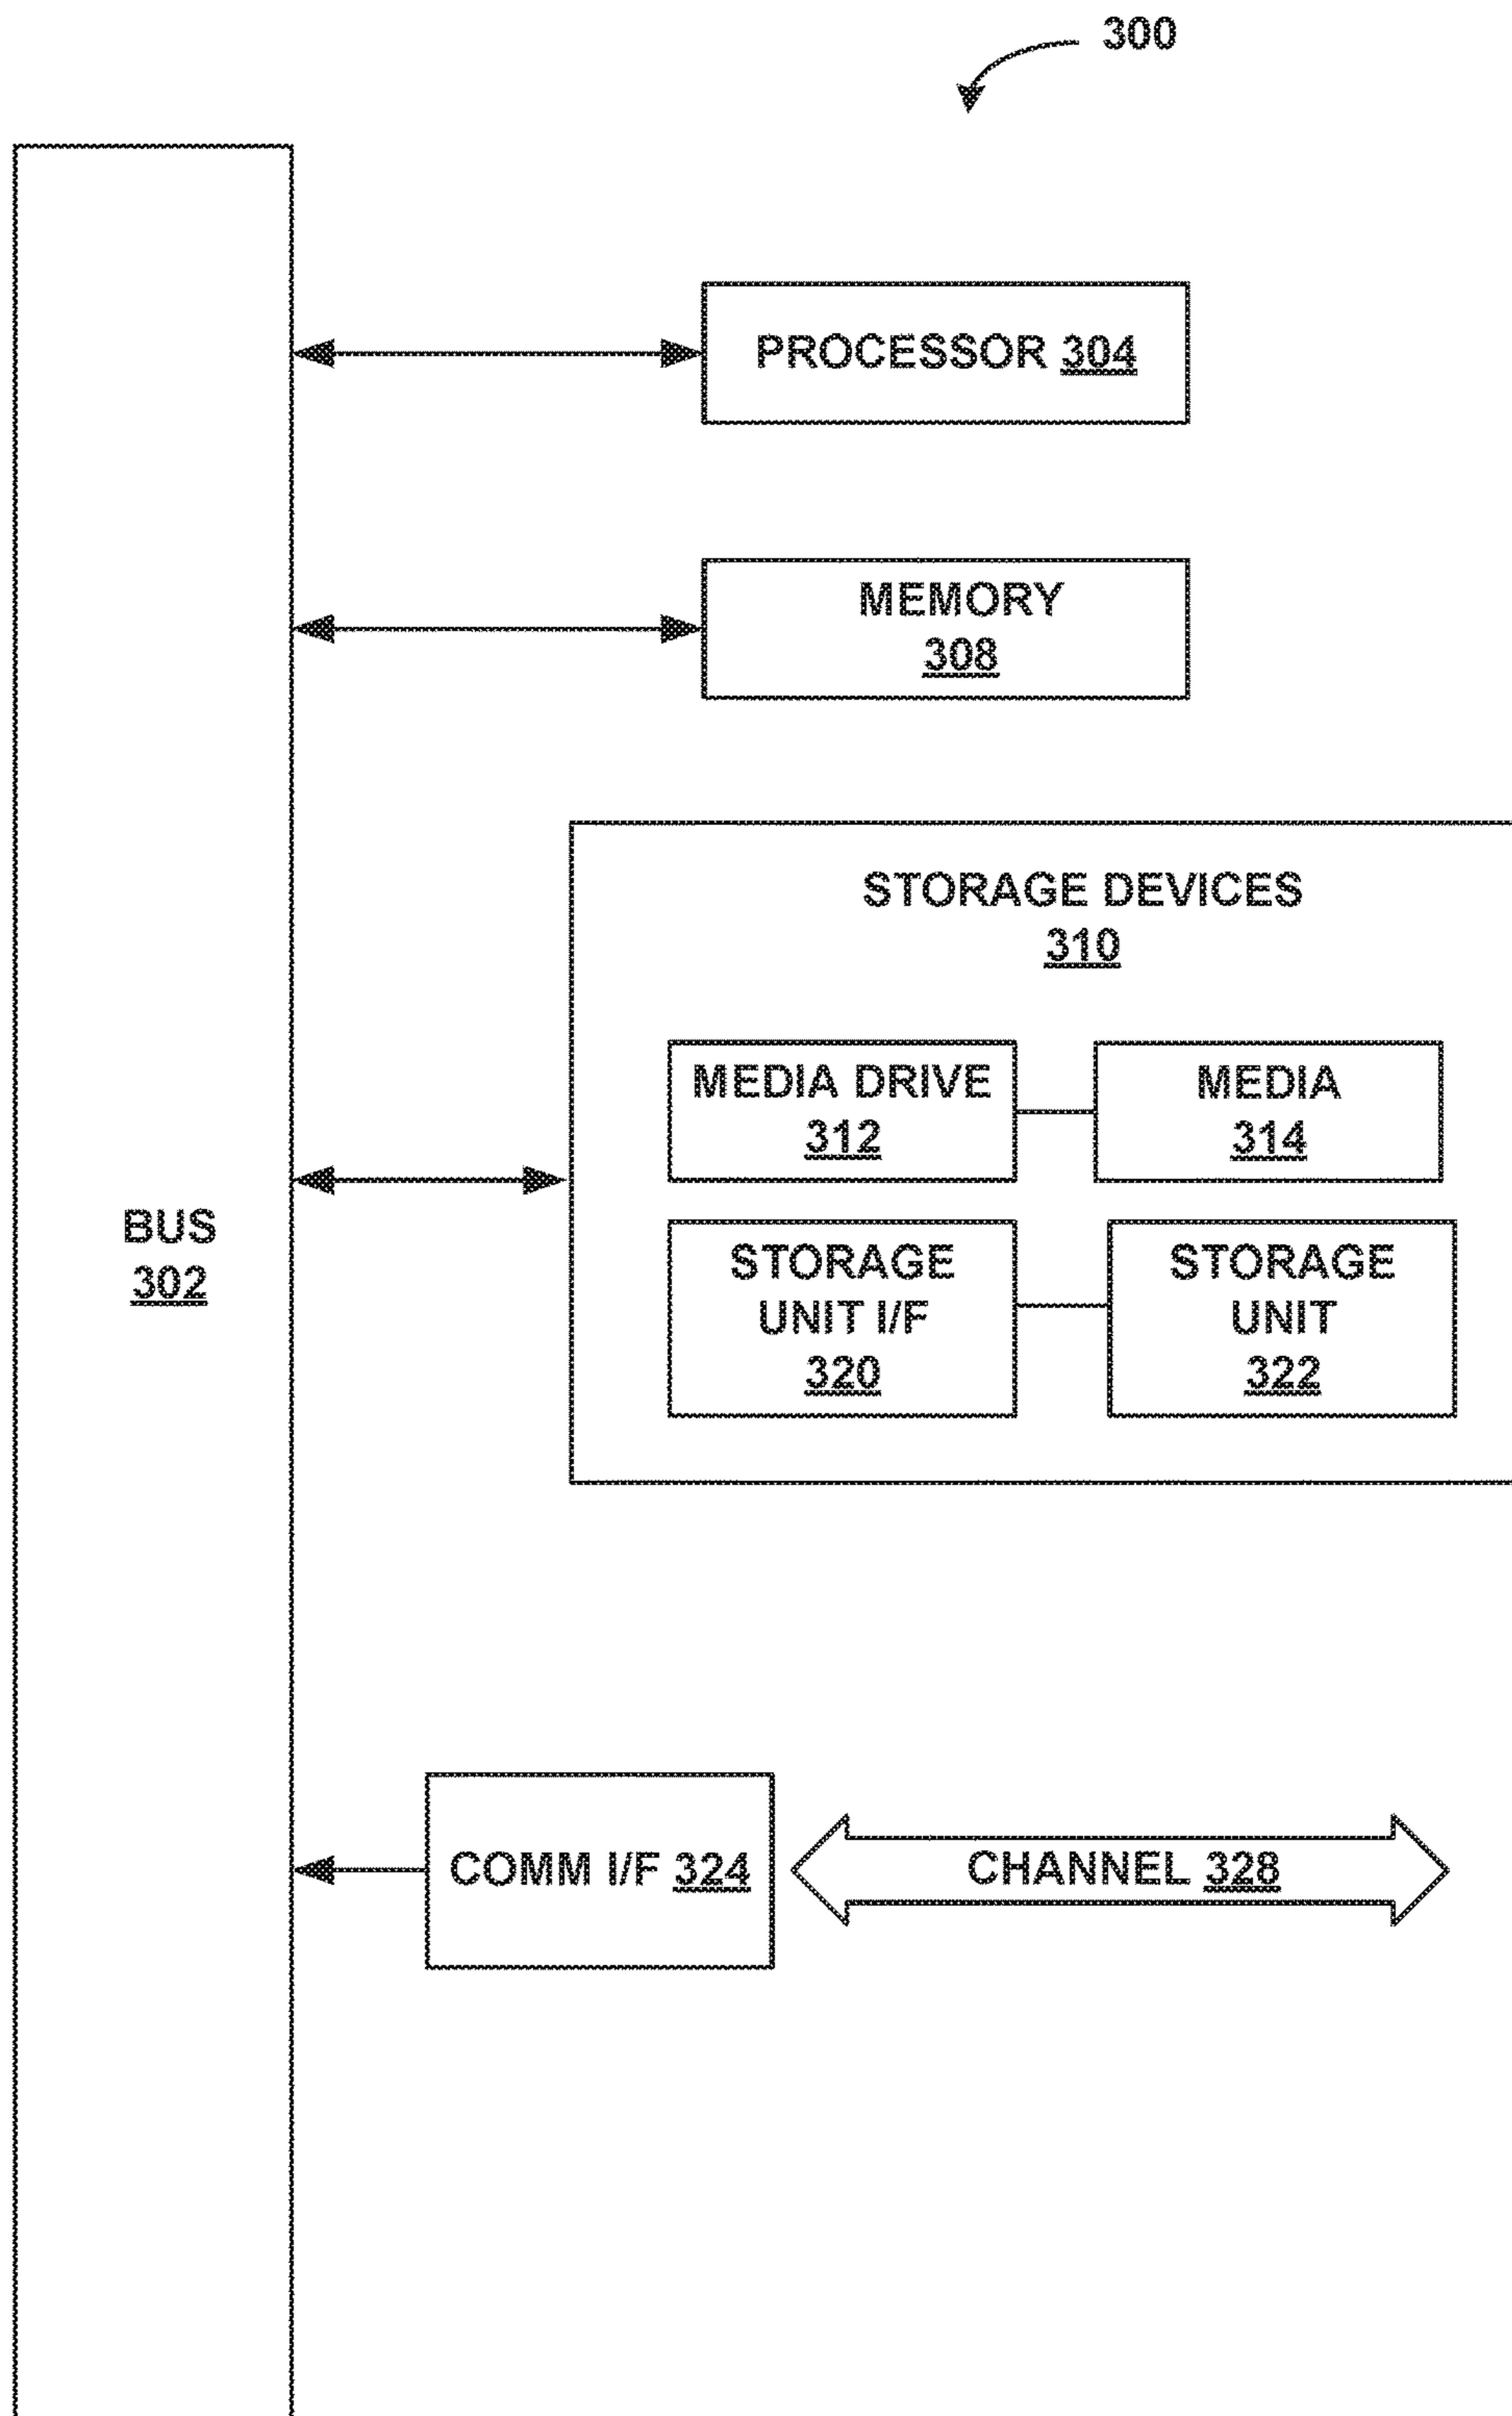 300
PROCESSOR 304
MEMORY
308
STORAGE DEVICES
310
MEDIA DRIVE
312
MEDIA
314
BUS
302
STORAGE
UNIT I/F
320
STORAGE
UNIT
322
COMM I/F 324
CHANNEL 328